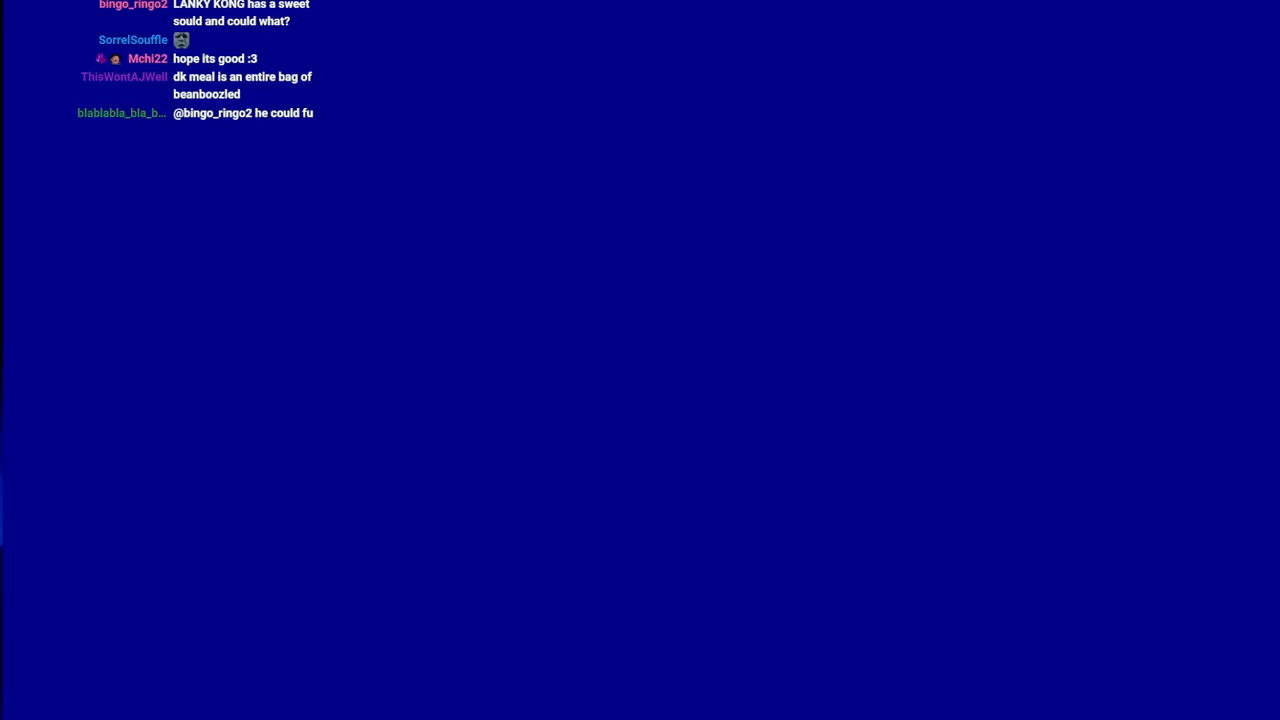 bingo_ringo2 LANKY KONG has a sweet
sould and could what?
SorrelSouffle
Mchi22 hope its good :3
ThisWontAJWell dk meal is an entire bag of
beanboozled
blablabla_bla_b... @bingo_ringo2 he could fu